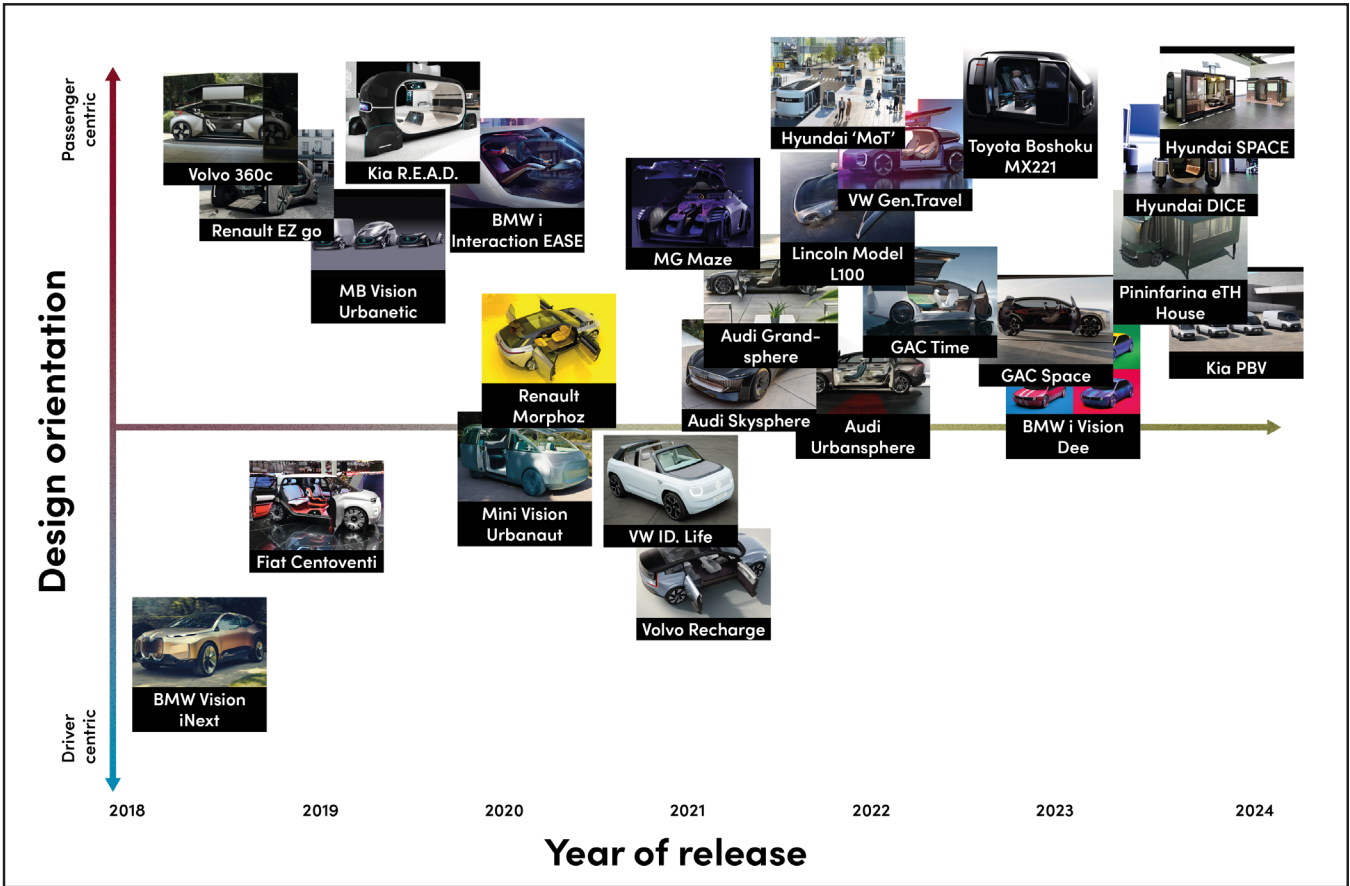 Passenger
centric
Design orientation
Driver
centric
Volvo 360c
Renault EZ go
Kia R.E.A.D.
MB Vision
Urbanetic
BMW i
Interaction EASE
Renault
Morphoz
Fiat Centoventi
Mini Vision
Urbanaut
BMW Vision
iNext
MG Maze
Hyundai 'MoT'
Lincoln Model
L100
VW Gen.Travel
Toyota Boshoku
MX221
Audi Grand-
sphere
Audi Skysphere
GAC Time
Audi
Urbansphere
GAC Space
BMW i Vision
Dee
VW ID. Life
Volvo Recharge
Hyundai SPACE
Hyundai DICE
Pininfarina eTH
House
Kia PBV
2018
2019
2020
2021
2022
2023
2024
Year of release